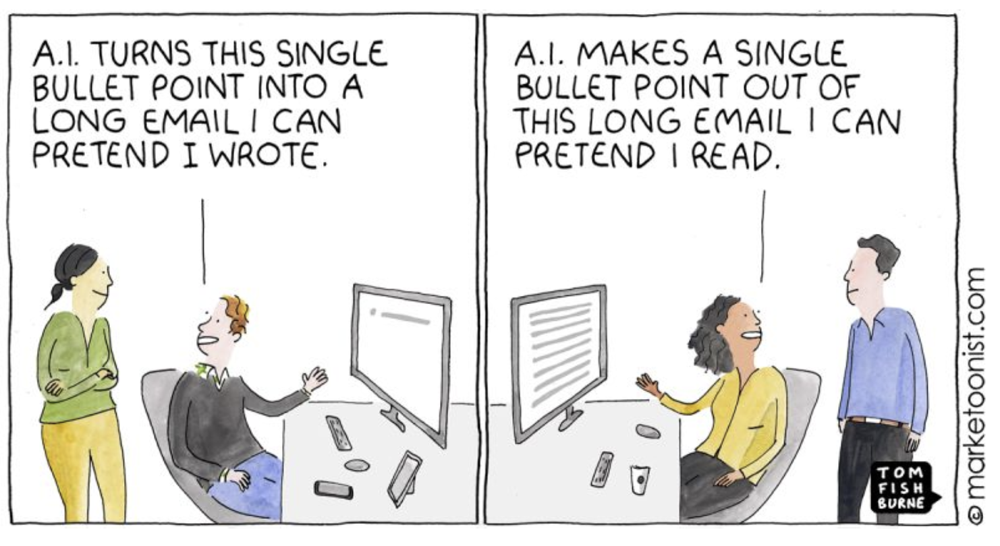 A.I. TURNS THIS SINGLE
BULLET POINT INTO A
LONG EMAIL I CAN
PRETEND I WROTE.
A.I. MAKES A SINGLE
BULLET POINT OUT OF
THIS LONG EMAIL I CAN
PRETEND I READ.
TOM
FISH
BURNE
© marketoonist.com